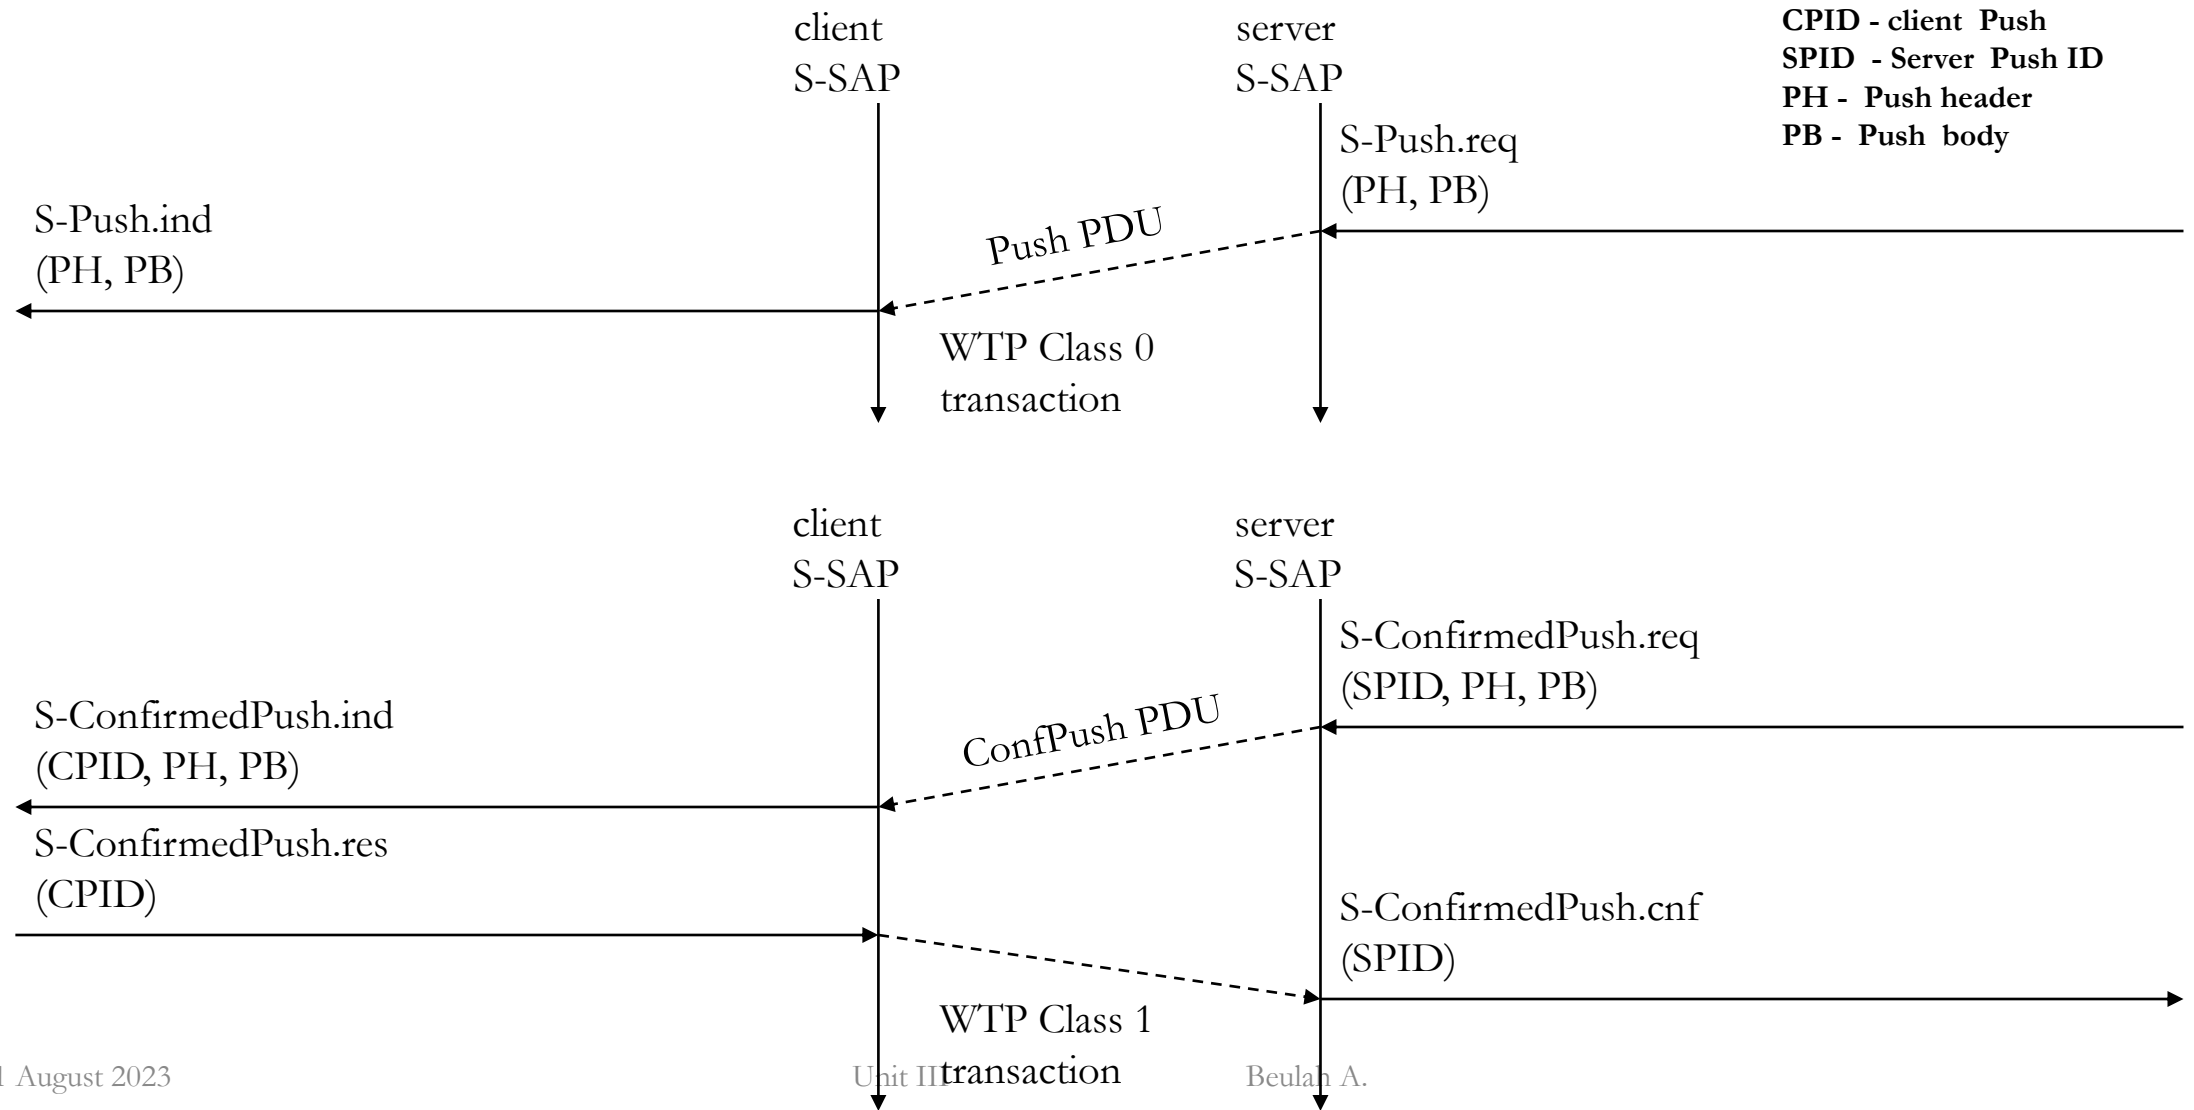 client
S-SAP
server
S-SAP
CPID - client Push
SPID - Server Push ID
PH - Push header
PB - Push body
S-Push.req
(PH, PB)
S-Push.ind
(PH, PB)
Push PDU
WTP Class 0
transaction
client
S-SAP
server
S-SAP
S-ConfirmedPush.req
(SPID, PH, PB)
S-ConfirmedPush.ind
(CPID, PH, PB)
ConfPush PDU
S-ConfirmedPush.res
(CPID)
S-ConfirmedPush.cnf
(SPID)
WTP Class 1
transaction
1 August 2023
Unit III
Beulah A.